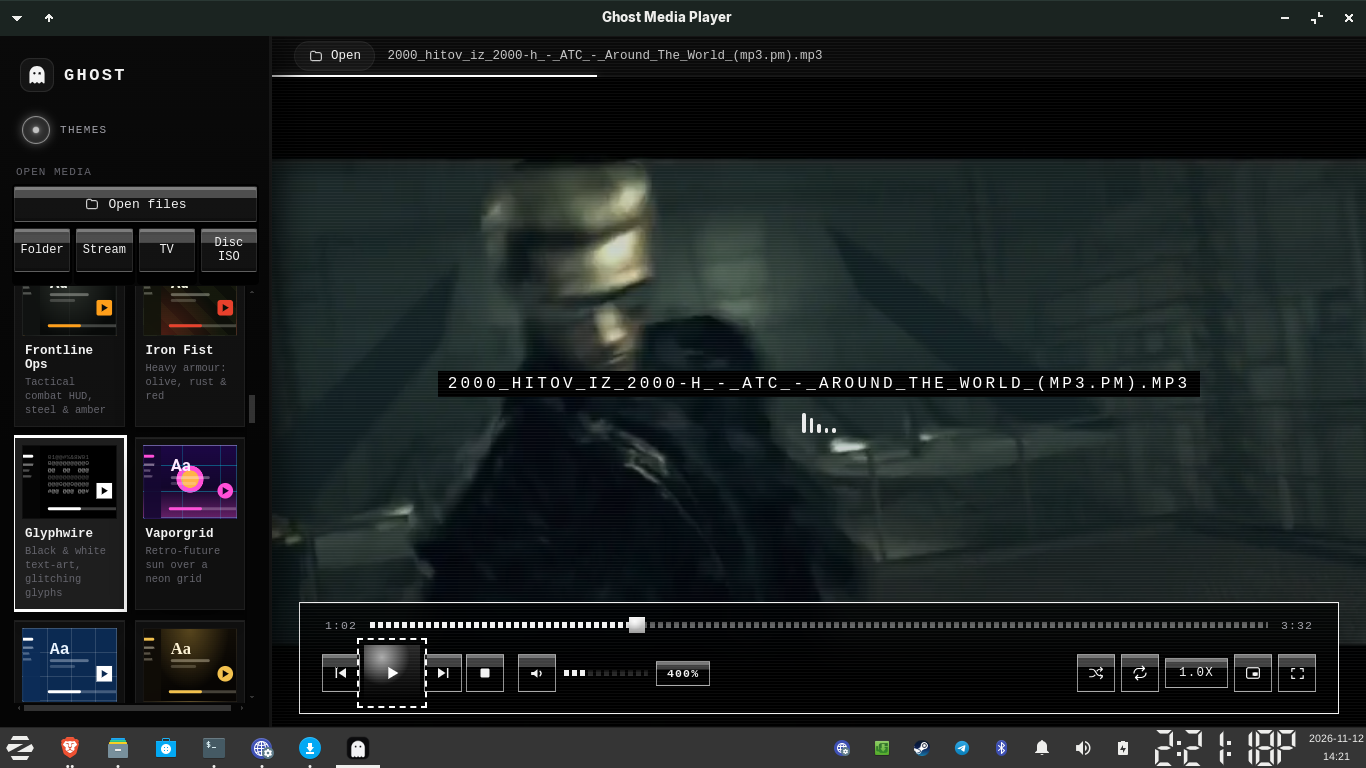 Ghost Media Player
GHOST
Open
2000_hitov_iz_2000-h_-_ATC_-_Around_The_World_(mp3.pm).mp3
THEMES
OPEN MEDIA
Open files
Folder
Stream
TV
Disc
ISO
Frontline
Ops
Tactical
combat HUD,
steel & amber
Iron Fist
Heavy armour:
olive, rust &
red
2000_HITOV_IZ_2000-H_-_ATC_-_AROUND_THE_WORLD_(MP3.PM).MP3
Glyphwire
Black & white
text-art,
glitching
glyphs
Aa
Vaporgrid
Retro-future
sun over a
neon grid
Aa
Aa
1:02
3:32
400%
1.0X
2:21:18P
2026-11-12
14:21